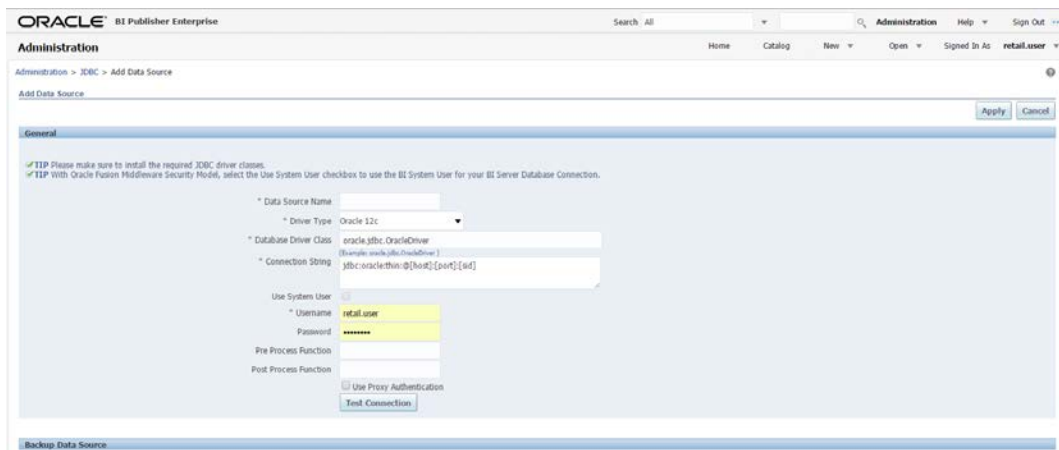 ORACLE BI Publisher Enterprise Search All Administration Help Sign Out
Administration Home Catalog New Open Signed In As retail.user
Administration > JDBC > Add Data Source
Add Data Source
Apply Cancel
General
TIP Please make sure to install the required JDBC driver classes.
TIP With Oracle Fusion Middleware Security Model, select the Use System User checkbox to use the BI System User for your BI Server Database Connection.
* Data Source Name
* Driver Type Oracle 12c
* Database Driver Class oracle.jdbc.OracleDriver
(Example: oracle.jdbc.OracleDriver )
* Connection String jdbc:oracle:thin:@[host]:[port]:[sid]
Use System User
* Username retail.user
Password ••••••••
Pre Process Function
Post Process Function
Use Proxy Authentication
Test Connection
Backup Data Source